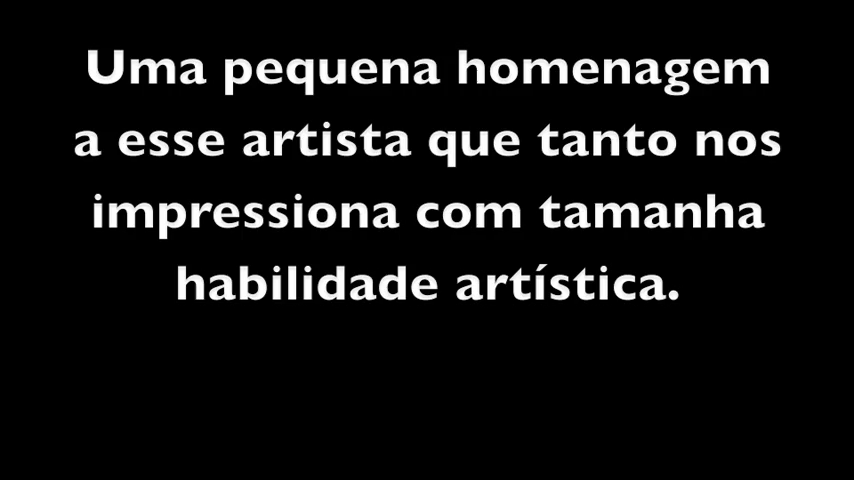 Uma pequena homenagem
a esse artista que tanto nos
impressiona com tamanha
habilidade artística.